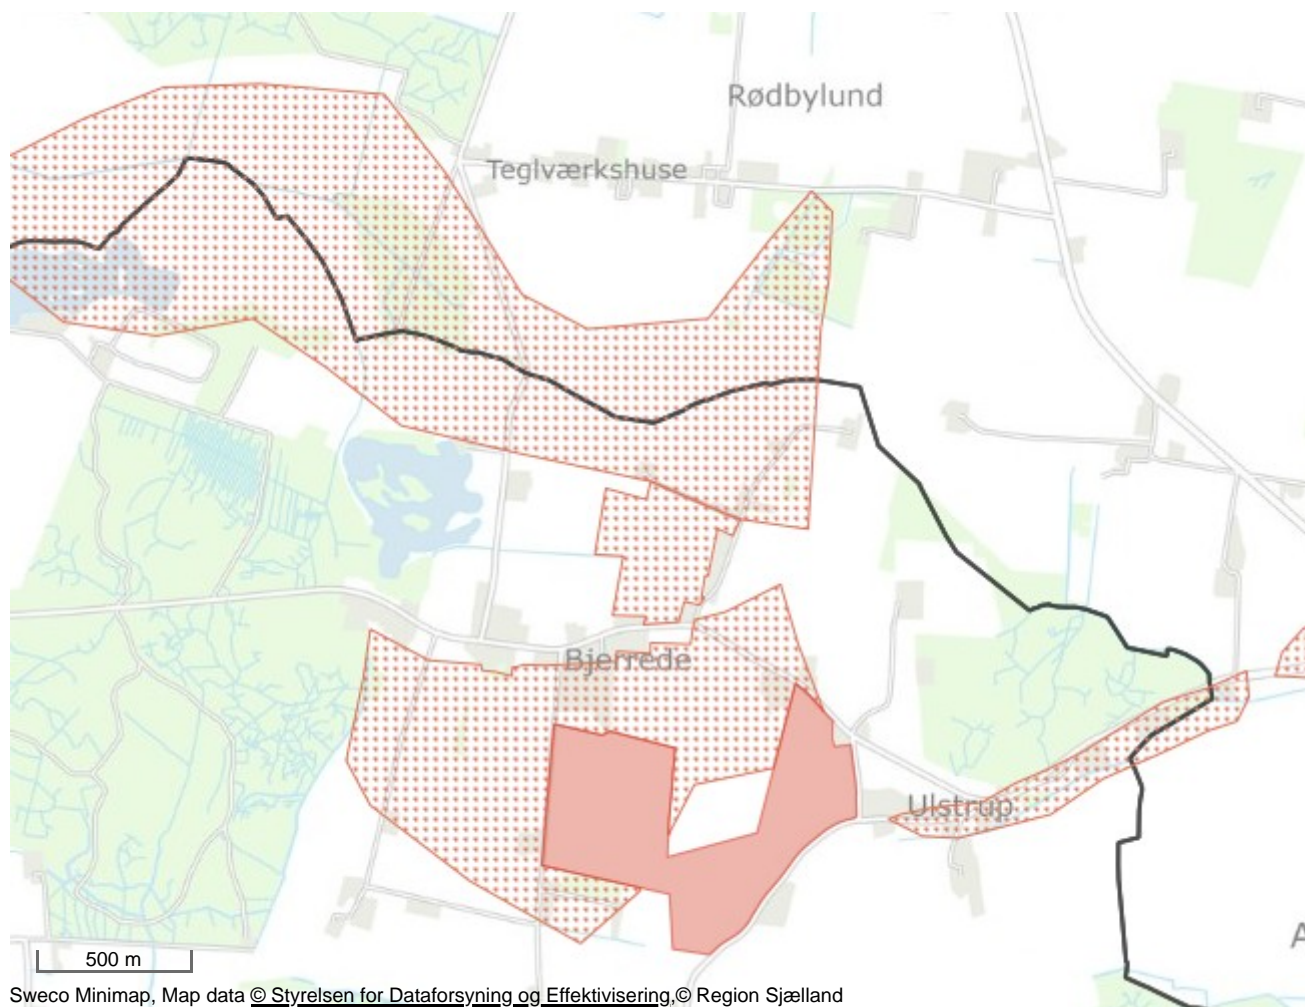 Rødbylund
Teglværkshuse
Bjerrede
Ulstrup
A
500 m
Sweco Minimap, Map data © Styrelsen for Dataforsyning og Effektivisering,© Region Sjælland